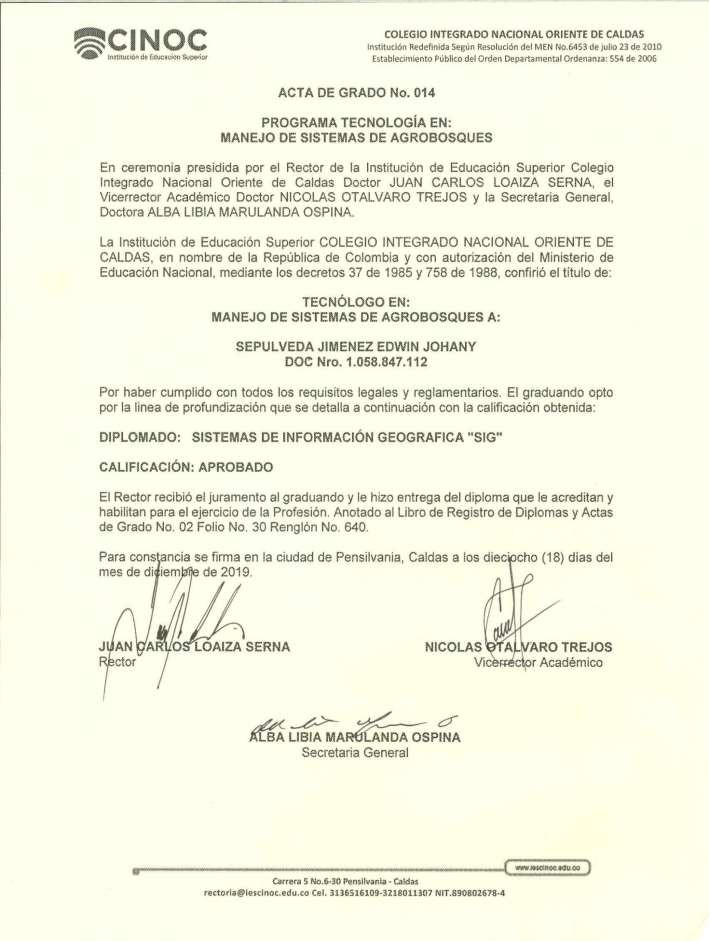 CINOC
Institución de Educación Superior
COLEGIO INTEGRADO NACIONAL ORIENTE DE CALDAS
Institución Redefinida Según Resolución del MEN No.6453 de julio 23 de 2010
Establecimiento Público del Orden Departamental Ordenanza: 554 de 2006
ACTA DE GRADO No. 014
PROGRAMA TECNOLOGÍA EN:
MANEJO DE SISTEMAS DE AGROBOSQUES
En ceremonia presidida por el Rector de la Institución de Educación Superior Colegio
Integrado Nacional Oriente de Caldas Doctor JUAN CARLOS LOAIZA SERNA, el
Vicerrector Académico Doctor NICOLAS OTALVARO TREJOS y la Secretaria General,
Doctora ALBA LIBIA MARULANDA OSPINA.
La Institución de Educación Superior COLEGIO INTEGRADO NACIONAL ORIENTE DE
CALDAS, en nombre de la República de Colombia y con autorización del Ministerio de
Educación Nacional, mediante los decretos 37 de 1985 y 758 de 1988, confirió el título de:
TECNÓLOGO EN:
MANEJO DE SISTEMAS DE AGROBOSQUES A:
SEPULVEDA JIMENEZ EDWIN JOHANY
DOC Nro. 1.058.847.112
Por haber cumplido con todos los requisitos legales y reglamentarios. El graduando opto
por la linea de profundización que se detalla a continuación con la calificación obtenida:
DIPLOMADO: SISTEMAS DE INFORMACIÓN GEOGRAFICA "SIG"
CALIFICACIÓN: APROBADO
El Rector recibió el juramento al graduando y le hizo entrega del diploma que le acreditan y
habilitan para el ejercicio de la Profesión. Anotado al Libro de Registro de Diplomas y Actas
de Grado No. 02 Folio No. 30 Renglón No. 640.
Para constancia se firma en la ciudad de Pensilvania, Caldas a los dieciocho (18) días del
mes de diciembre de 2019.
JUAN CARLOS LOAIZA SERNA
Rector
NICOLAS OTALVARO TREJOS
Vicerrector Académico
ALBA LIBIA MARULANDA OSPINA
Secretaria General
www.iescinoc.edu.co
Carrera 5 No.6-30 Pensilvania - Caldas
rectoria@iescinoc.edu.co Cel. 3136516109-3218011307 NIT.890802678-4